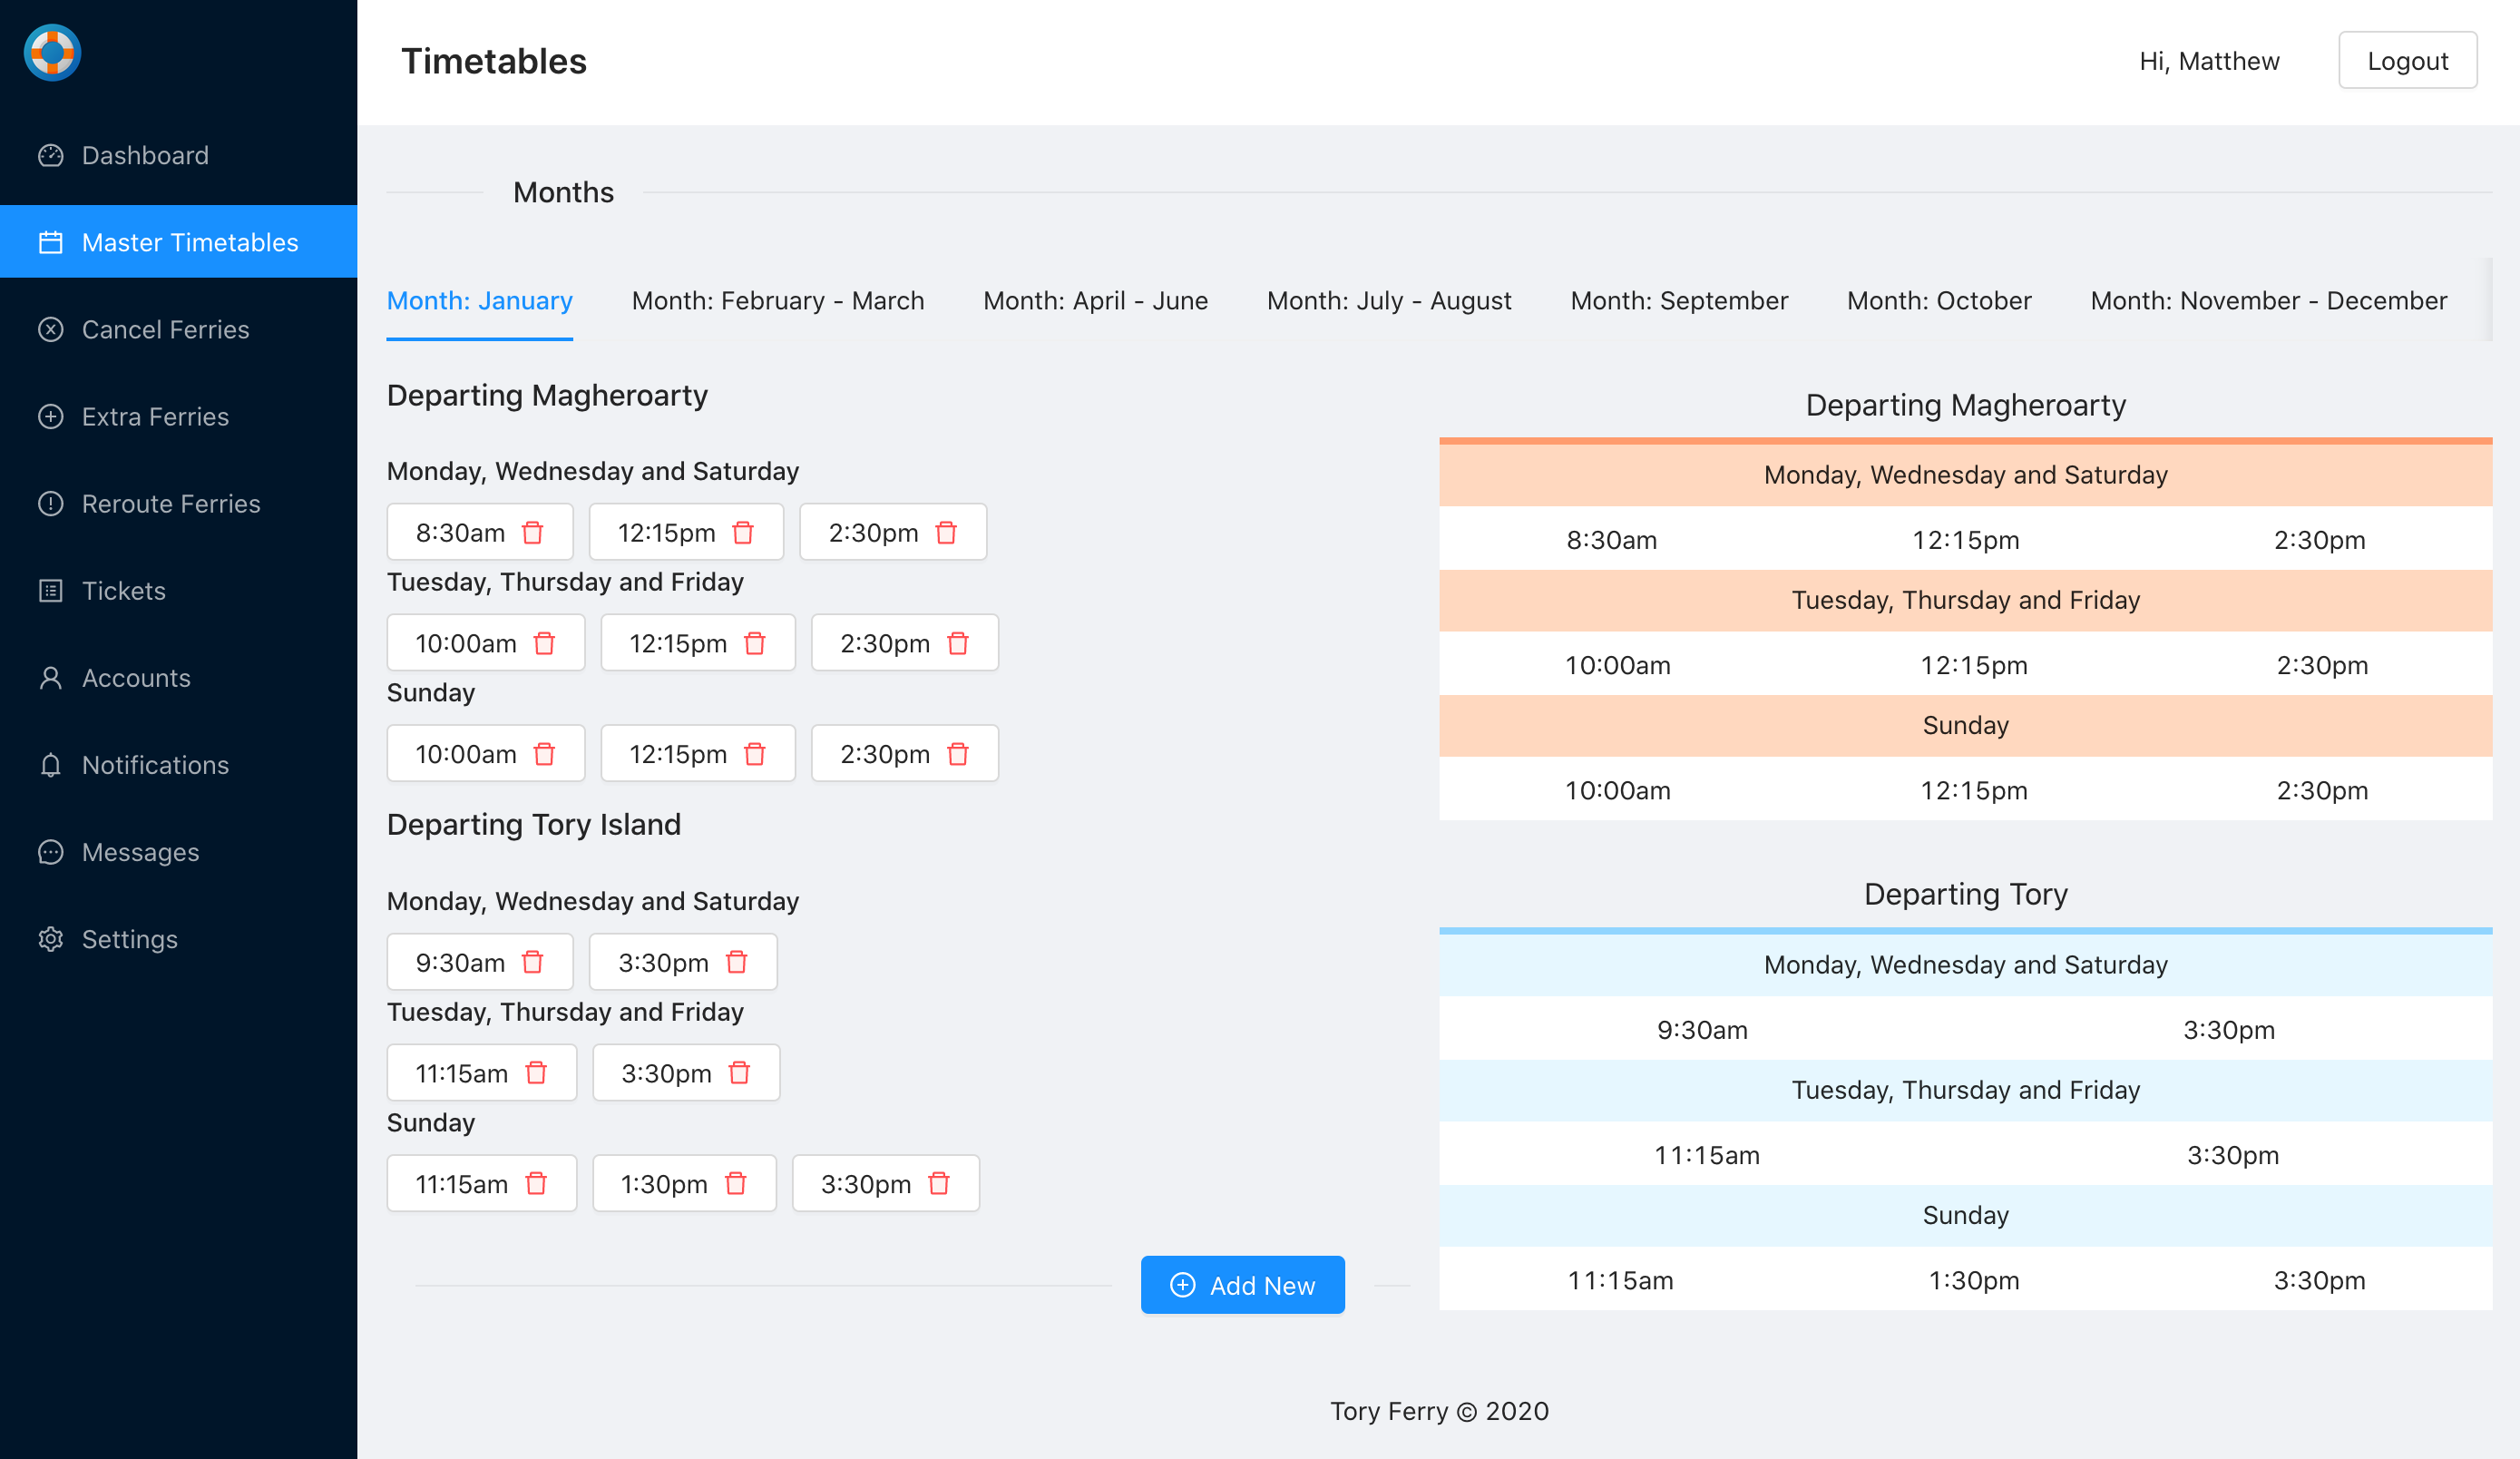 Timetables
Hi, Matthew
Logout
Dashboard
Master Timetables
Cancel Ferries
Extra Ferries
Reroute Ferries
Tickets
Accounts
Notifications
Messages
Settings
Months
Month: January Month: February - March Month: April - June Month: July - August Month: September Month: October Month: November - December
Departing Magheroarty
Monday, Wednesday and Saturday
8:30am 12:15pm 2:30pm
Tuesday, Thursday and Friday
10:00am 12:15pm 2:30pm
Sunday
10:00am 12:15pm 2:30pm
Departing Tory Island
Monday, Wednesday and Saturday
9:30am 3:30pm
Tuesday, Thursday and Friday
11:15am 3:30pm
Sunday
11:15am 1:30pm 3:30pm
Add New
Departing Magheroarty
Monday, Wednesday and Saturday
8:30am 12:15pm 2:30pm
Tuesday, Thursday and Friday
10:00am 12:15pm 2:30pm
Sunday
10:00am 12:15pm 2:30pm
Departing Tory
Monday, Wednesday and Saturday
9:30am 3:30pm
Tuesday, Thursday and Friday
11:15am 3:30pm
Sunday
11:15am 1:30pm 3:30pm
Tory Ferry © 2020